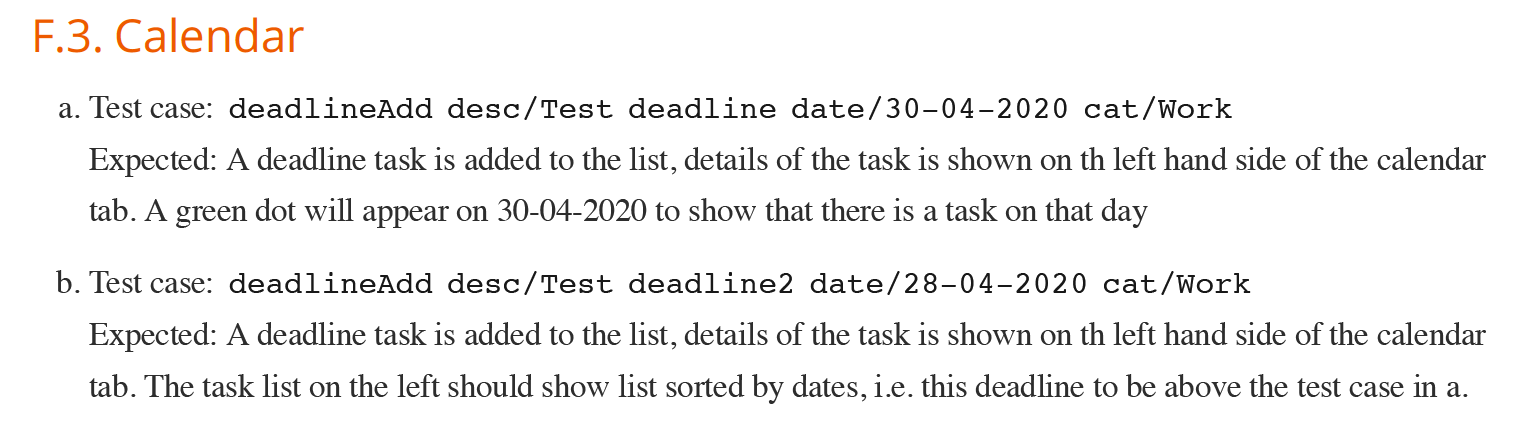 F.3. Calendar
a. Test case: deadlineAdd desc/Test deadline date/30-04-2020 cat/Work
Expected: A deadline task is added to the list, details of the task is shown on th left hand side of the calendar
tab. A green dot will appear on 30-04-2020 to show that there is a task on that day
b. Test case: deadlineAdd desc/Test deadline2 date/28-04-2020 cat/Work
Expected: A deadline task is added to the list, details of the task is shown on th left hand side of the calendar
tab. The task list on the left should show list sorted by dates, i.e. this deadline to be above the test case in a.